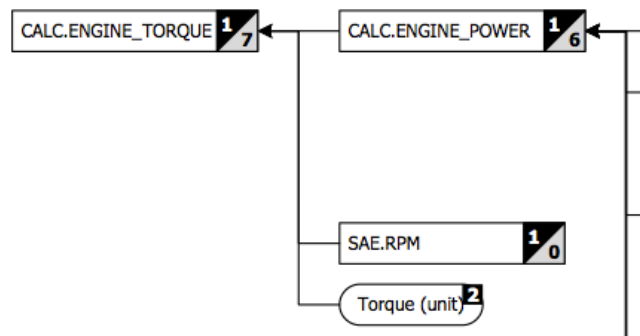 CALC.ENGINE_TORQUE 1/7
CALC.ENGINE_POWER 1/6
SAE.RPM 1/0
Torque (unit) 2